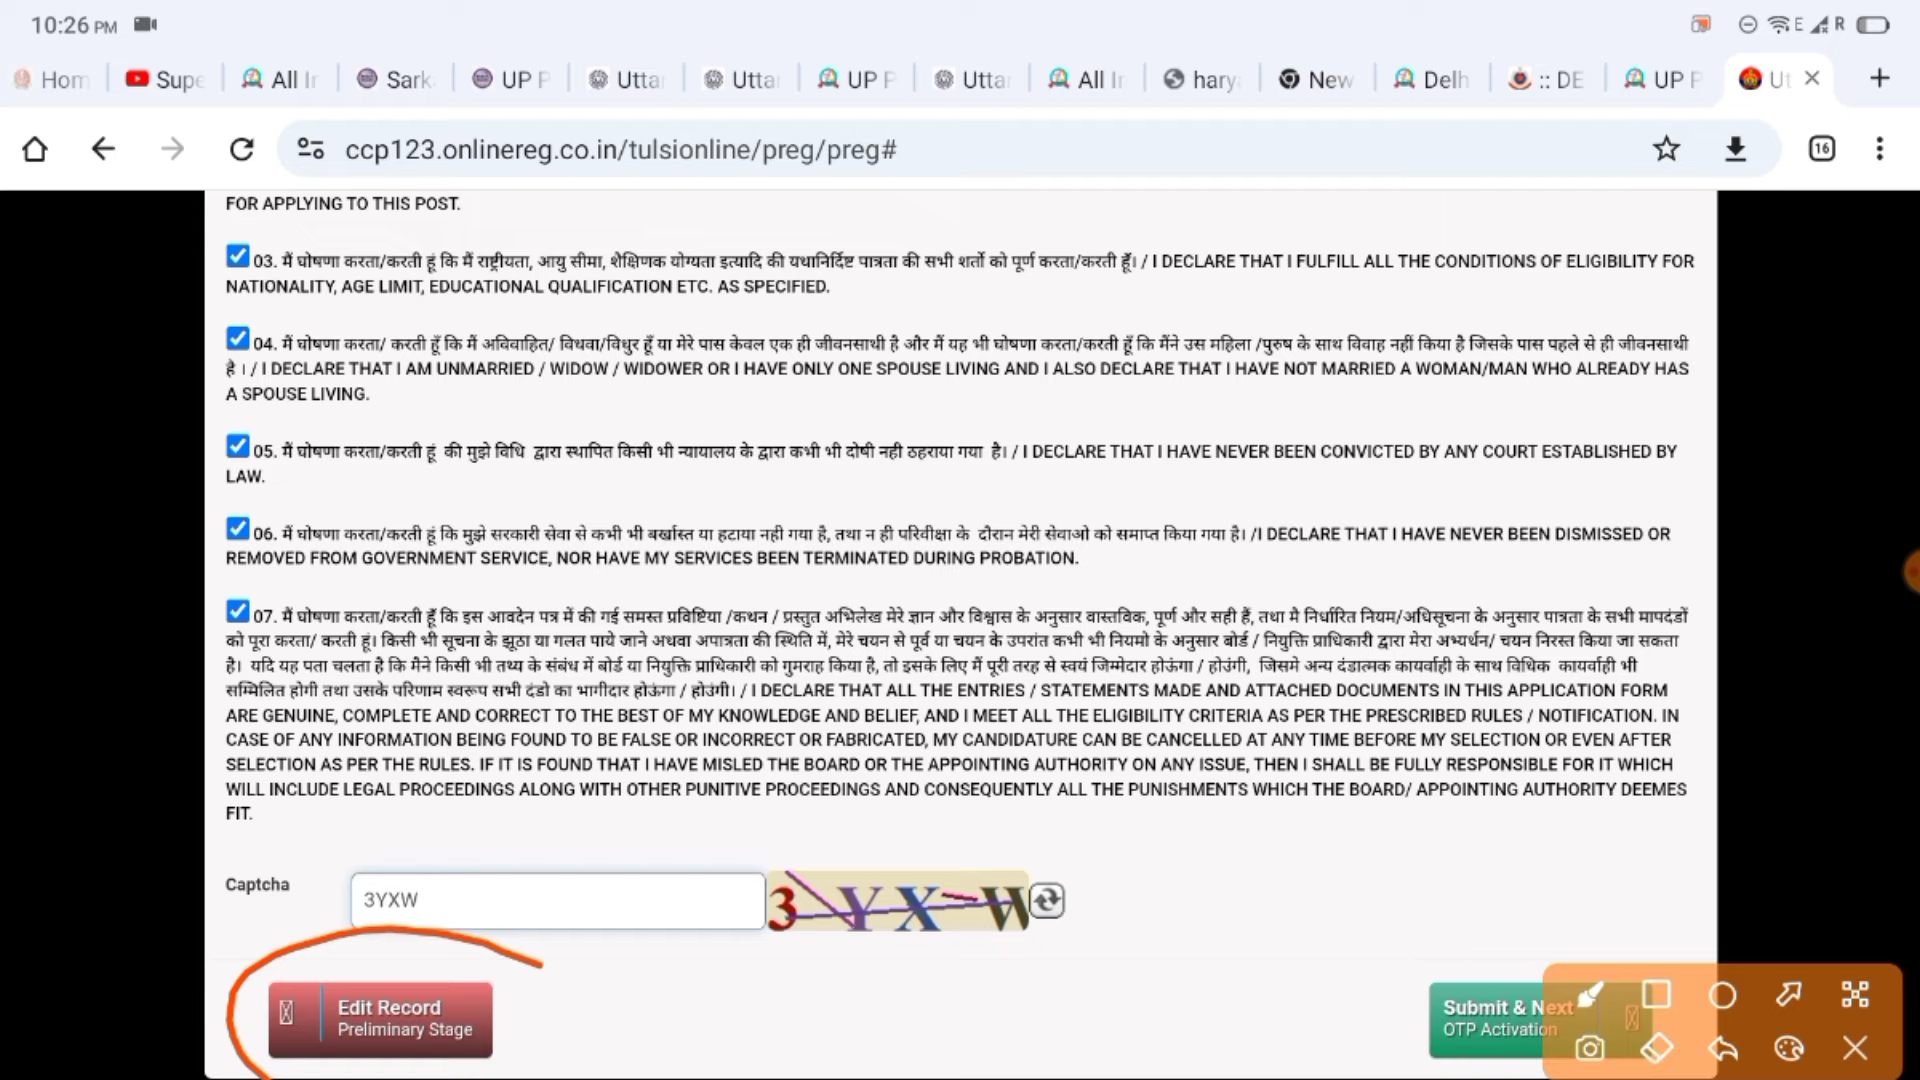 10:26 PM
E R
Hom Supe All Ir Sark UP P Utta Utta UP P Utta All Ir hary New Delh :: DE UP P Ut
ccp123.onlinereg.co.in/tulsionline/preg/preg# 16
FOR APPLYING TO THIS POST.
03. मैं घोषणा करता/करती हूं कि मैं राष्ट्रीयता, आयु सीमा, शैक्षिणक योग्यता इत्यादि की यथानिर्दिष्ट पात्रता की सभी शर्तो को पूर्ण करता/करती हूँ। / I DECLARE THAT I FULFILL ALL THE CONDITIONS OF ELIGIBILITY FOR
NATIONALITY, AGE LIMIT, EDUCATIONAL QUALIFICATION ETC. AS SPECIFIED.
04. मैं घोषणा करता/ करती हूँ कि मैं अविवाहित/ विधवा/विधुर हूँ या मेरे पास केवल एक ही जीवनसाथी है और मैं यह भी घोषणा करता/करती हूँ कि मैंने उस महिला /पुरुष के साथ विवाह नहीं किया है जिसके पास पहले से ही जीवनसाथी
है । / I DECLARE THAT I AM UNMARRIED / WIDOW / WIDOWER OR I HAVE ONLY ONE SPOUSE LIVING AND I ALSO DECLARE THAT I HAVE NOT MARRIED A WOMAN/MAN WHO ALREADY HAS
A SPOUSE LIVING.
05. मैं घोषणा करता/करती हूं की मुझे विधि द्वारा स्थापित किसी भी न्यायालय के द्वारा कभी भी दोषी नही ठहराया गया है। / I DECLARE THAT I HAVE NEVER BEEN CONVICTED BY ANY COURT ESTABLISHED BY
LAW.
06. मैं घोषणा करता/करती हूं कि मुझे सरकारी सेवा से कभी भी बर्खास्त या हटाया नही गया है, तथा न ही परिवीक्षा के दौरान मेरी सेवाओ को समाप्त किया गया है। /I DECLARE THAT I HAVE NEVER BEEN DISMISSED OR
REMOVED FROM GOVERNMENT SERVICE, NOR HAVE MY SERVICES BEEN TERMINATED DURING PROBATION.
07. मैं घोषणा करता/करती हूँ कि इस आवदेन पत्र में की गई समस्त प्रविष्टिया /कथन / प्रस्तुत अभिलेख मेरे ज्ञान और विश्वास के अनुसार वास्तविक, पूर्ण और सही हैं, तथा मै निर्धारित नियम/अधिसूचना के अनुसार पात्रता के सभी मापदंडों
को पूरा करता/ करती हूं। किसी भी सूचना के झूठा या गलत पाये जाने अथवा अपात्रता की स्थिति में, मेरे चयन से पूर्व या चयन के उपरांत कभी भी नियमो के अनुसार बोर्ड / नियुक्ति प्राधिकारी द्वारा मेरा अभ्यर्थन/ चयन निरस्त किया जा सकता
है। यदि यह पता चलता है कि मैने किसी भी तथ्य के संबंध में बोर्ड या नियुक्ति प्राधिकारी को गुमराह किया है, तो इसके लिए मैं पूरी तरह से स्वयं जिम्मेदार होऊंगा / होउंगी, जिसमे अन्य दंडात्मक कार्यवाही के साथ विधिक कार्यवाही भी
सम्मिलित होगी तथा उसके परिणाम स्वरूप सभी दंडो का भागीदार होऊंगा / होउंगी। / I DECLARE THAT ALL THE ENTRIES / STATEMENTS MADE AND ATTACHED DOCUMENTS IN THIS APPLICATION FORM
ARE GENUINE, COMPLETE AND CORRECT TO THE BEST OF MY KNOWLEDGE AND BELIEF, AND I MEET ALL THE ELIGIBILITY CRITERIA AS PER THE PRESCRIBED RULES / NOTIFICATION. IN
CASE OF ANY INFORMATION BEING FOUND TO BE FALSE OR INCORRECT OR FABRICATED, MY CANDIDATURE CAN BE CANCELLED AT ANY TIME BEFORE MY SELECTION OR EVEN AFTER
SELECTION AS PER THE RULES. IF IT IS FOUND THAT I HAVE MISLED THE BOARD OR THE APPOINTING AUTHORITY ON ANY ISSUE, THEN I SHALL BE FULLY RESPONSIBLE FOR IT WHICH
WILL INCLUDE LEGAL PROCEEDINGS ALONG WITH OTHER PUNITIVE PROCEEDINGS AND CONSEQUENTLY ALL THE PUNISHMENTS WHICH THE BOARD/ APPOINTING AUTHORITY DEEMES
FIT.
Captcha 3YXW 3 Y X W
Edit Record
Preliminary Stage
Submit & Next
OTP Activation